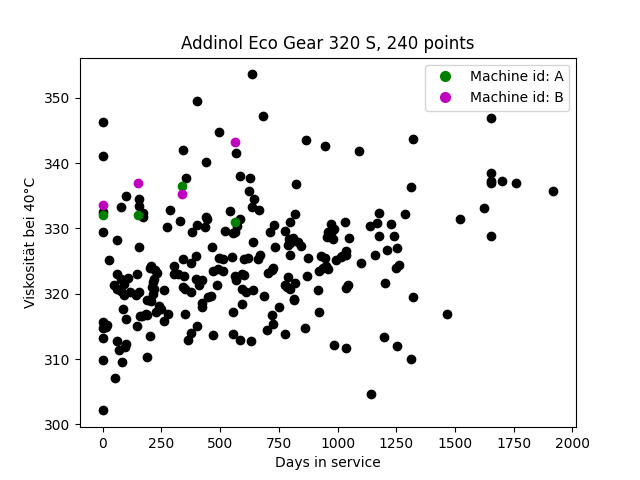 Addinol Eco Gear 320 S, 240 points
Machine id: A
Machine id: B
Viskosität bei 40°C
350
340
330
320
310
300
0 250 500 750 1000 1250 1500 1750 2000
Days in service